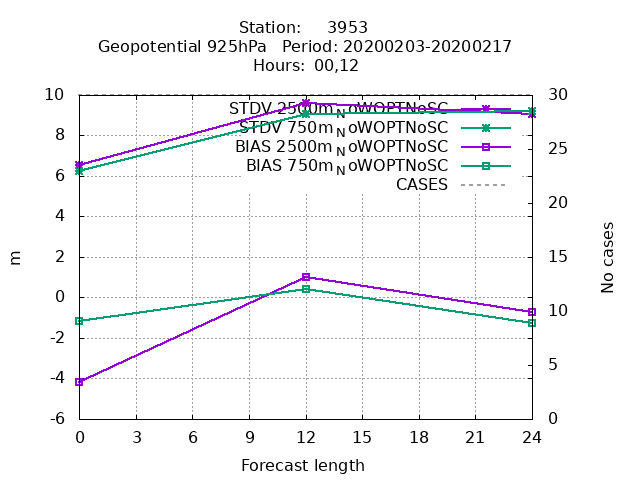 Station: 3953
Geopotential 925hPa Period: 20200203-20200217
Hours: 00,12
10 30
STDV 2500m_NoWOPTNoSC
8 STDV 750m_NoWOPTNoSC
25
BIAS 2500m_NoWOPTNoSC
BIAS 750m_NoWOPTNoSC
6 CASES
20
4
m No cases
2 15
0
10
-2
5
-4
-6 0
0 3 6 9 12 15 18 21 24
Forecast length